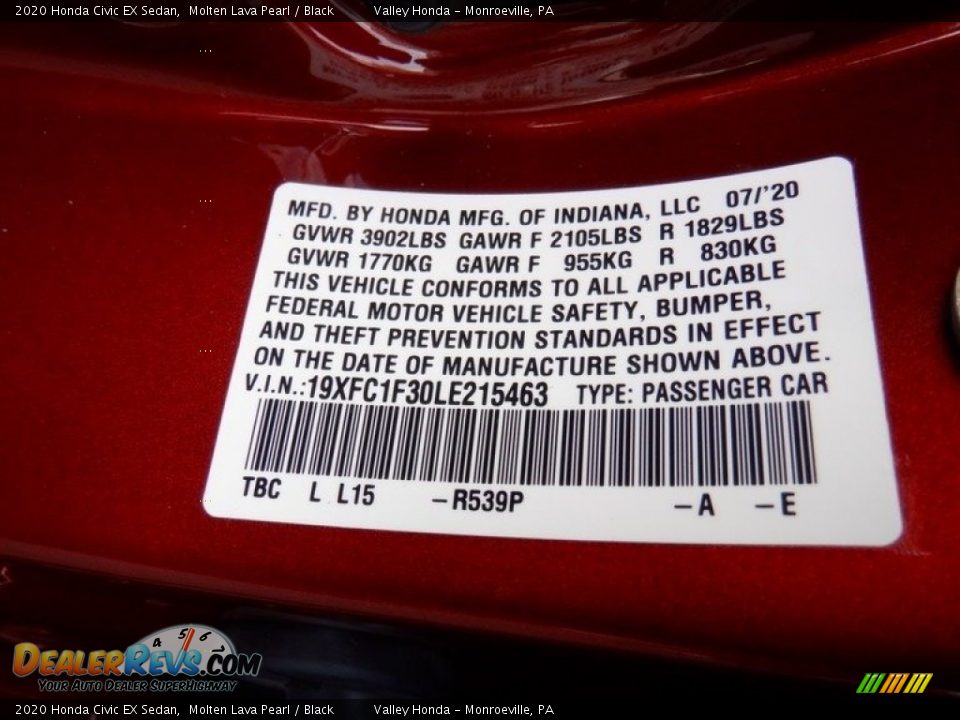 2020 Honda Civic EX Sedan,  Molten Lava Pearl / Black    Valley Honda - Monroeville, PA
MFD. BY HONDA MFG. OF INDIANA, LLC  07/'20
GVWR 3902LBS  GAWR F 2105LBS  R 1829LBS
GVWR 1770KG  GAWR F  955KG  R  830KG
THIS VEHICLE CONFORMS TO ALL APPLICABLE
FEDERAL MOTOR VEHICLE SAFETY, BUMPER,
AND THEFT PREVENTION STANDARDS IN EFFECT
ON THE DATE OF MANUFACTURE SHOWN ABOVE.
V.I.N.:19XFC1F30LE215463  TYPE: PASSENGER CAR
TBC  L L15  -R539P  -A  -E
4 5 6
DealerRevs.com
Your Auto Dealer SuperHighway
2020 Honda Civic EX Sedan,  Molten Lava Pearl / Black    Valley Honda - Monroeville, PA